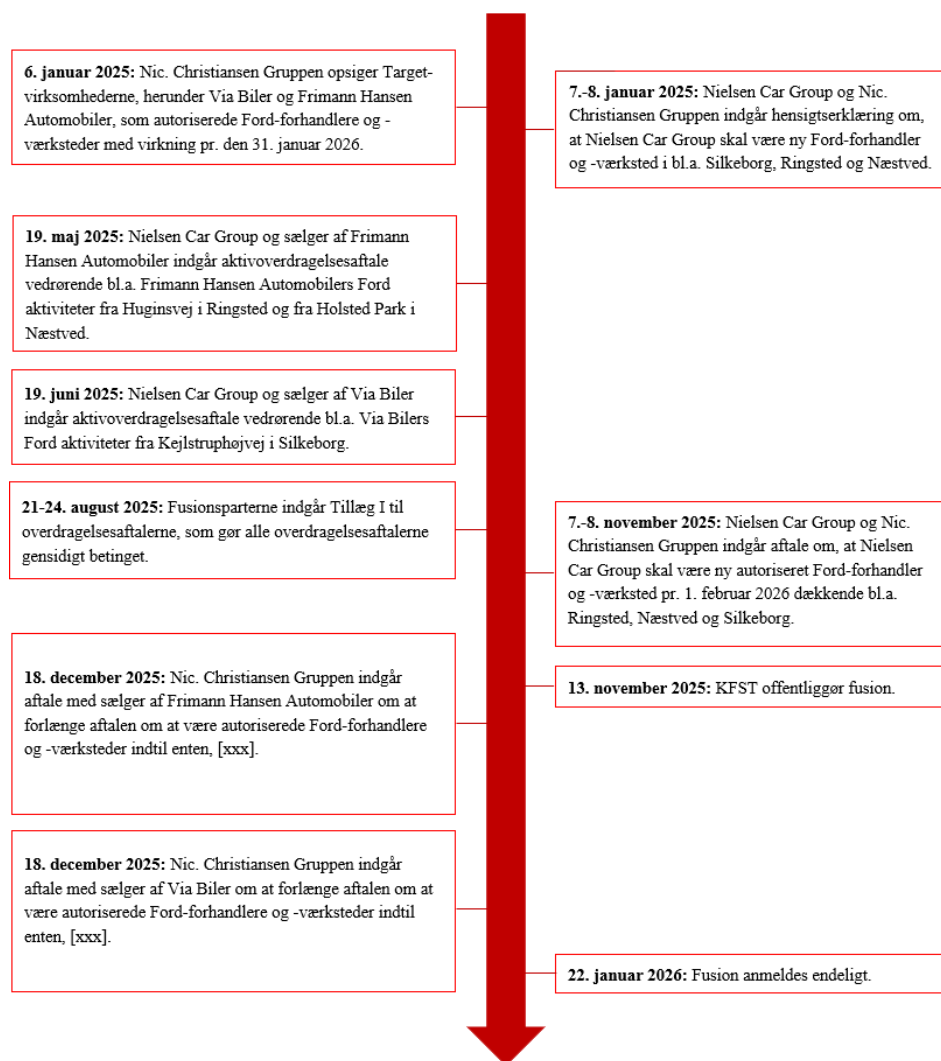 6. januar 2025: Nic. Christiansen Gruppen opsiger Target-
virksomhederne, herunder Via Biler og Frimann Hansen
Automobiler, som autoriserede Ford-forhandlere og -
værksteder med virkning pr. den 31. januar 2026.
7.-8. januar 2025: Nielsen Car Group og Nic.
Christiansen Gruppen indgår hensigtserklæring om,
at Nielsen Car Group skal være ny Ford-forhandler
og -værksted i bl.a. Silkeborg, Ringsted og Næstved.
19. maj 2025: Nielsen Car Group og sælger af Frimann
Hansen Automobiler indgår aktivoverdragelsesaftale
vedrørende bl.a. Frimann Hansen Automobilers Ford
aktiviteter fra Huginsvej i Ringsted og fra Holsted Park i
Næstved.
19. juni 2025: Nielsen Car Group og sælger af Via Biler
indgår aktivoverdragelsesaftale vedrørende bl.a. Via Bilers
Ford aktiviteter fra Kejlstruphøjvej i Silkeborg.
21-24. august 2025: Fusionsparterne indgår Tillæg I til
overdragelsesaftalerne, som gør alle overdragelsesaftalerne
gensidigt betinget.
7.-8. november 2025: Nielsen Car Group og Nic.
Christiansen Gruppen indgår aftale om, at Nielsen
Car Group skal være ny autoriseret Ford-forhandler
og -værksted pr. 1. februar 2026 dækkende bl.a.
Ringsted, Næstved og Silkeborg.
18. december 2025: Nic. Christiansen Gruppen indgår
aftale med sælger af Frimann Hansen Automobiler om at
forlænge aftalen om at være autoriserede Ford-forhandlere
og -værksteder indtil enten, [xxx].
13. november 2025: KFST offentliggør fusion.
18. december 2025: Nic. Christiansen Gruppen indgår
aftale med sælger af Via Biler om at forlænge aftalen om at
være autoriserede Ford-forhandlere og -værksteder indtil
enten, [xxx].
22. januar 2026: Fusion anmeldes endeligt.